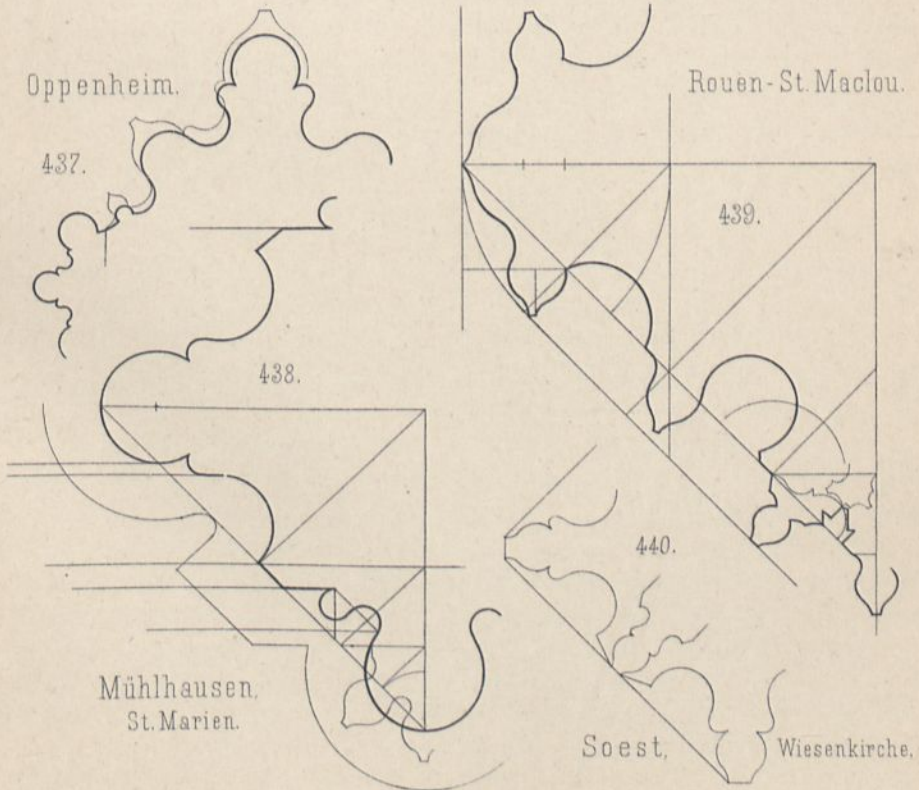 Oppenheim.
Rouen-St. Maclou.
437.
439.
438.
440.
Mühlhausen,
St. Marien.
Soest, Wiesenkirche.